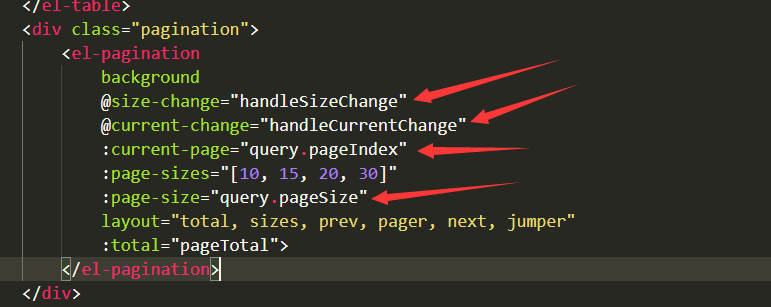 </el-table>
<div class="pagination">
<el-pagination
background
@size-change="handleSizeChange"
@current-change="handleCurrentChange"
:current-page="query.pageIndex"
:page-sizes="[10, 15, 20, 30]"
:page-size="query.pageSize"
layout="total, sizes, prev, pager, next, jumper"
:total="pageTotal">
</el-pagination>
</div>